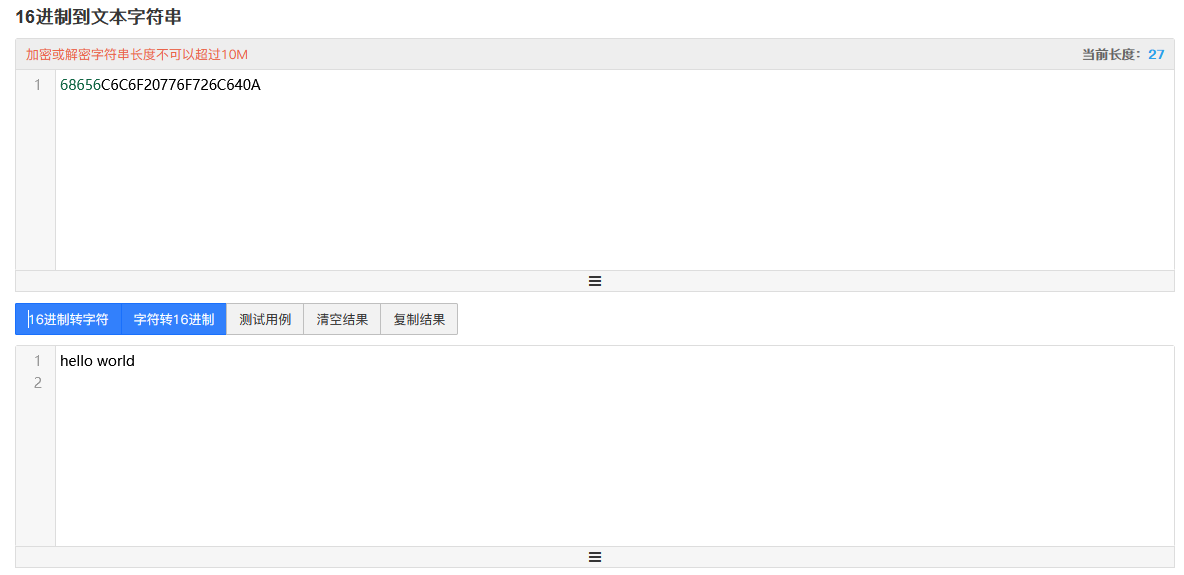 16进制到文本字符串
加密或解密字符串长度不可以超过10M 当前长度：27
1 68656C6C6F20776F726C640A
16进制转字符 字符转16进制 测试用例 清空结果 复制结果
1 hello world
2